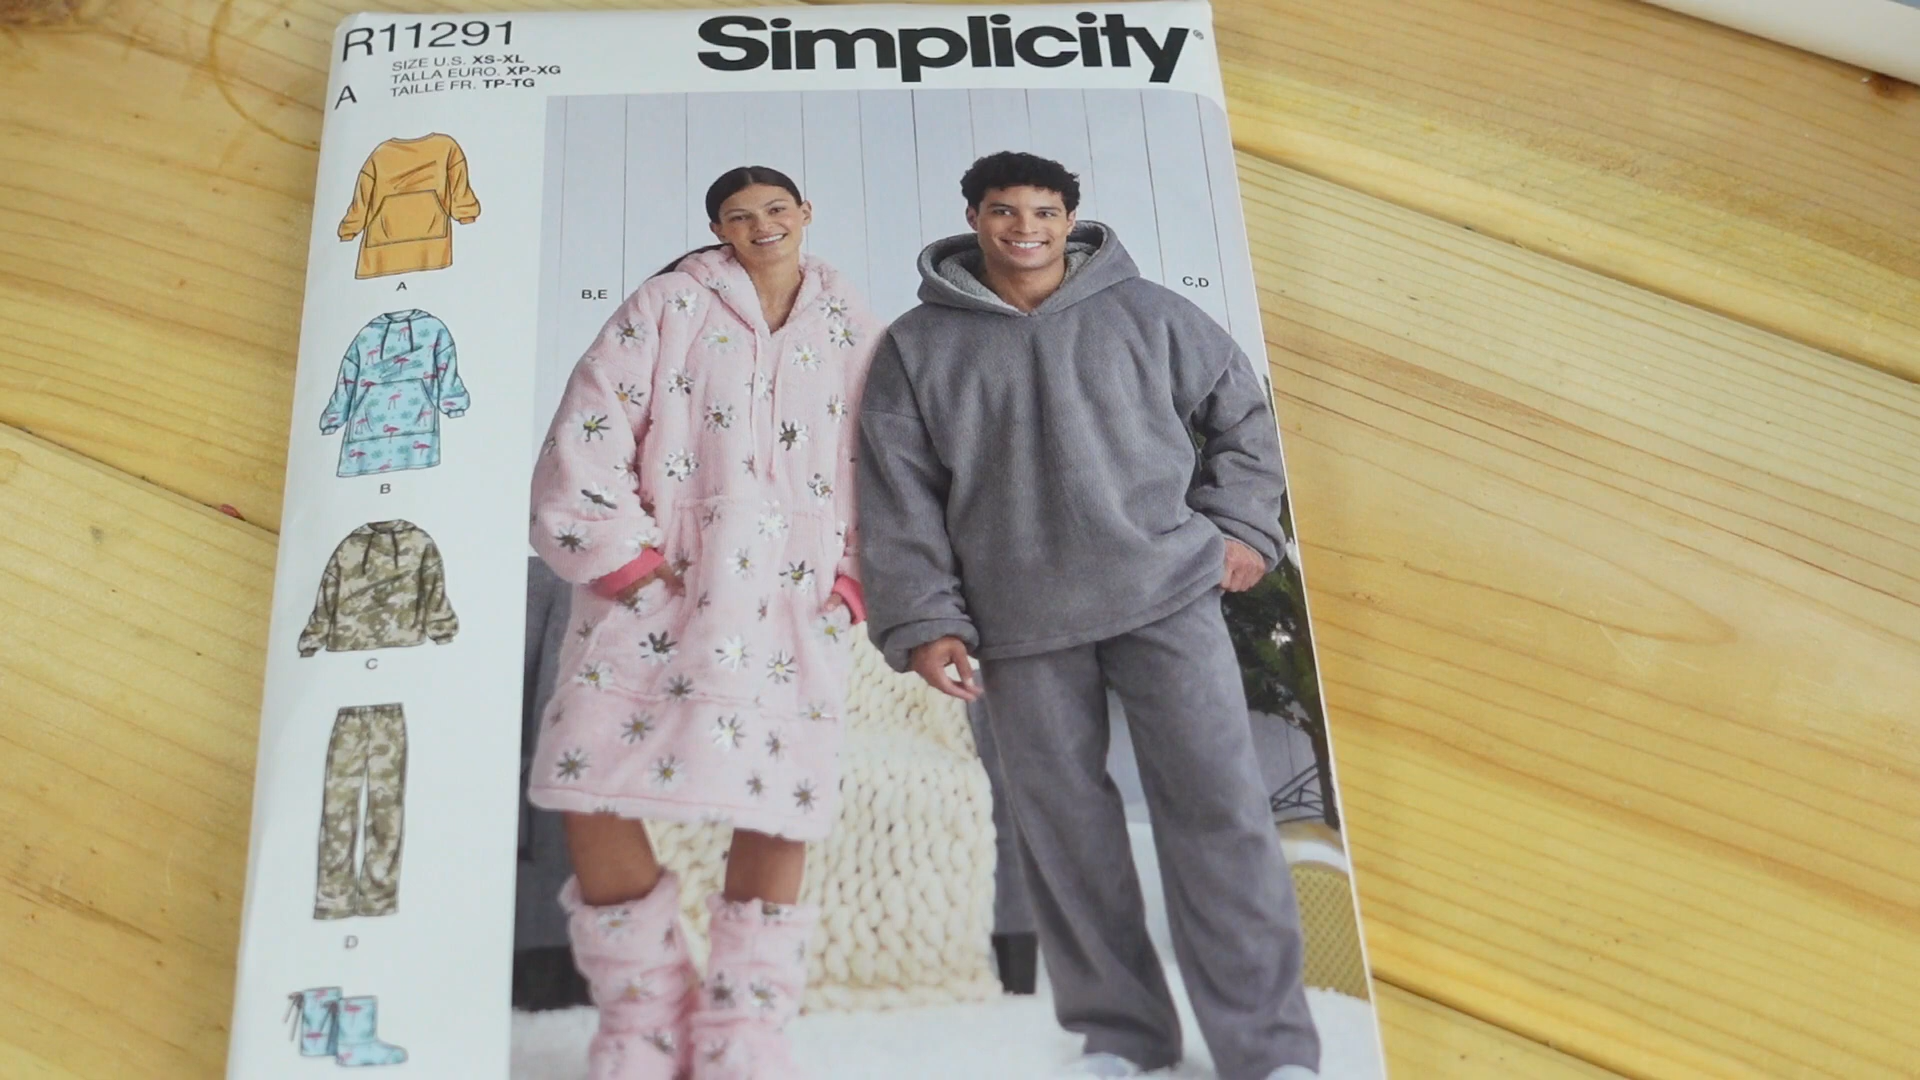 R11291
SIZE U.S. XS-XL
TALLA EURO. XP-XG
TAILLE FR. TP-TG
A
Simplicity®
A
B
C
D
B,E
C,D